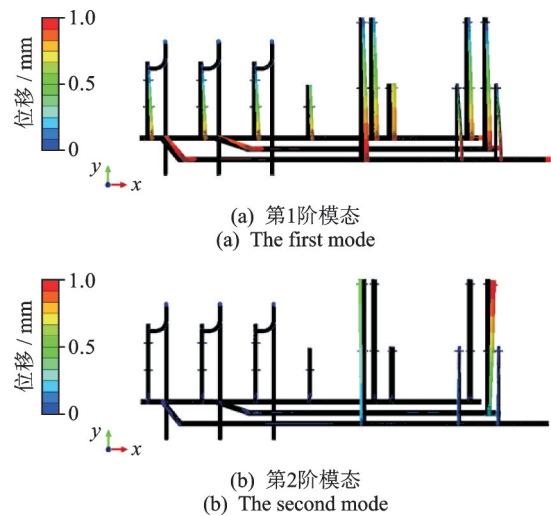 位移 / mm
1.0
0.5
0
y
x
(a) 第1阶模态
(a) The first mode
位移 / mm
1.0
0.5
0
y
x
(b) 第2阶模态
(b) The second mode